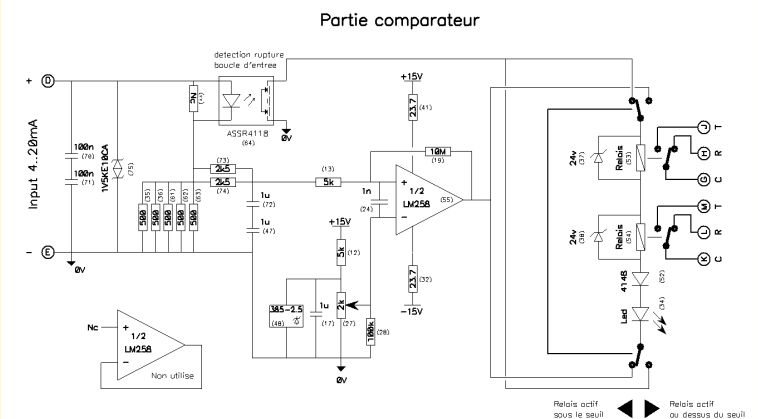 Partie comparateur
detection rupture
boucle d'entree
+ D
Nc
ASSR4118
(64)
0V
Input 4..20mA
100n
(70)
100n
(71)
1V5KE10CA
(75)
500 (35)
500 (36)
500 (61)
500 (62)
500 (63)
(73)
2k5
2k5
(74)
1u
(72)
1u
(47)
- E
0V
(13)
5k
+15V
23.7
(41)
10M
(19)
1n
(24)
+
-
1/2
LM258
(55)
23.7
(32)
-15V
+15V
5k
(12)
385-2.5
(48)
1u
(17)
2k
(27)
100k
(28)
0V
Nc
+
-
1/2
LM258
Non utilise
24v
(37)
Relais
(53)
J T
H R
G C
24v
(38)
Relais
(54)
M T
L R
K C
4148
(52)
Led
(34)
Relais actif
sous le seuil
Relais actif
au dessus du seuil